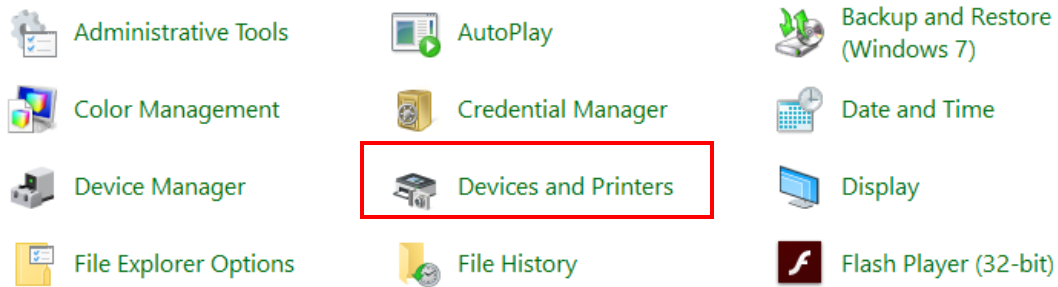 Administrative Tools
AutoPlay
Backup and Restore
(Windows 7)
Color Management
Credential Manager
Date and Time
Device Manager
Devices and Printers
Display
File Explorer Options
File History
Flash Player (32-bit)